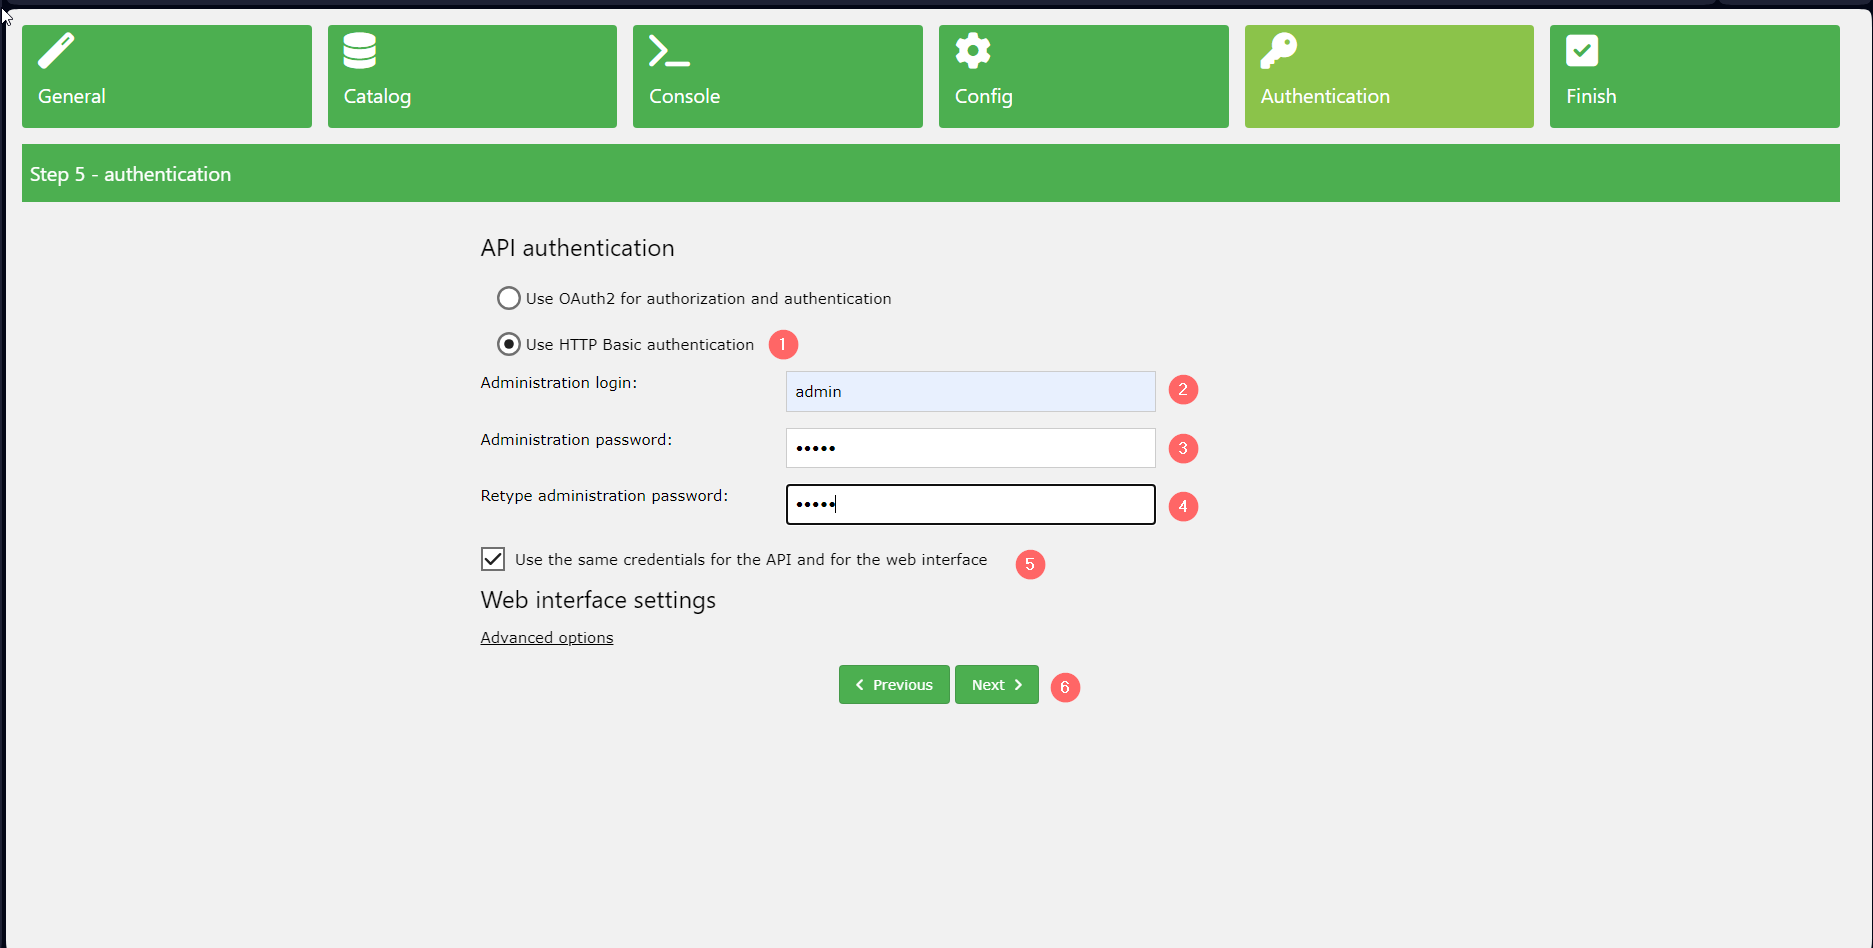 General
Catalog
Console
Config
Authentication
Finish
Step 5 - authentication
API authentication
Use OAuth2 for authorization and authentication
Use HTTP Basic authentication 1
Administration login: admin 2
Administration password: ••••• 3
Retype administration password: ••••• 4
Use the same credentials for the API and for the web interface 5
Web interface settings
Advanced options
Previous Next 6